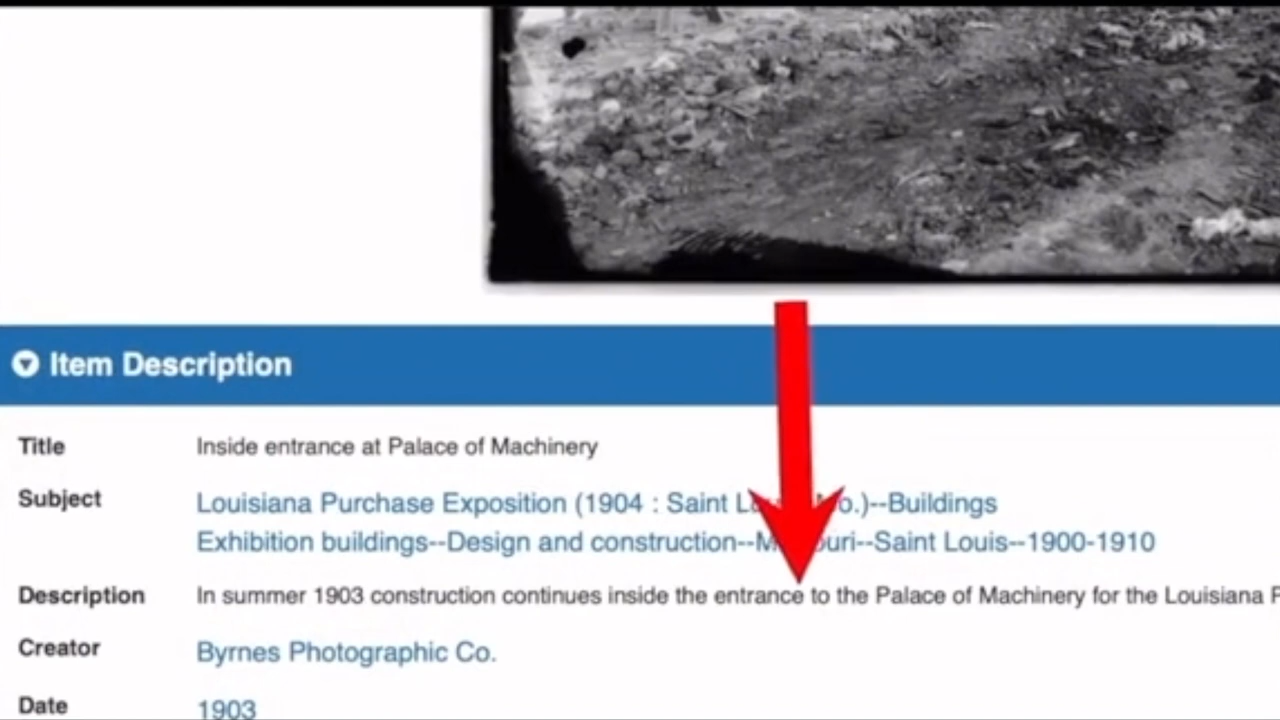 Item Description
Title Inside entrance at Palace of Machinery
Subject Louisiana Purchase Exposition (1904 : Saint o.)--Buildings
Exhibition buildings--Design and construction-- uri--Saint Louis--1900-1910
Description In summer 1903 construction continues inside the entrance to the Palace of Machinery for the Louisiana
Creator Byrnes Photographic Co.
Date 1903